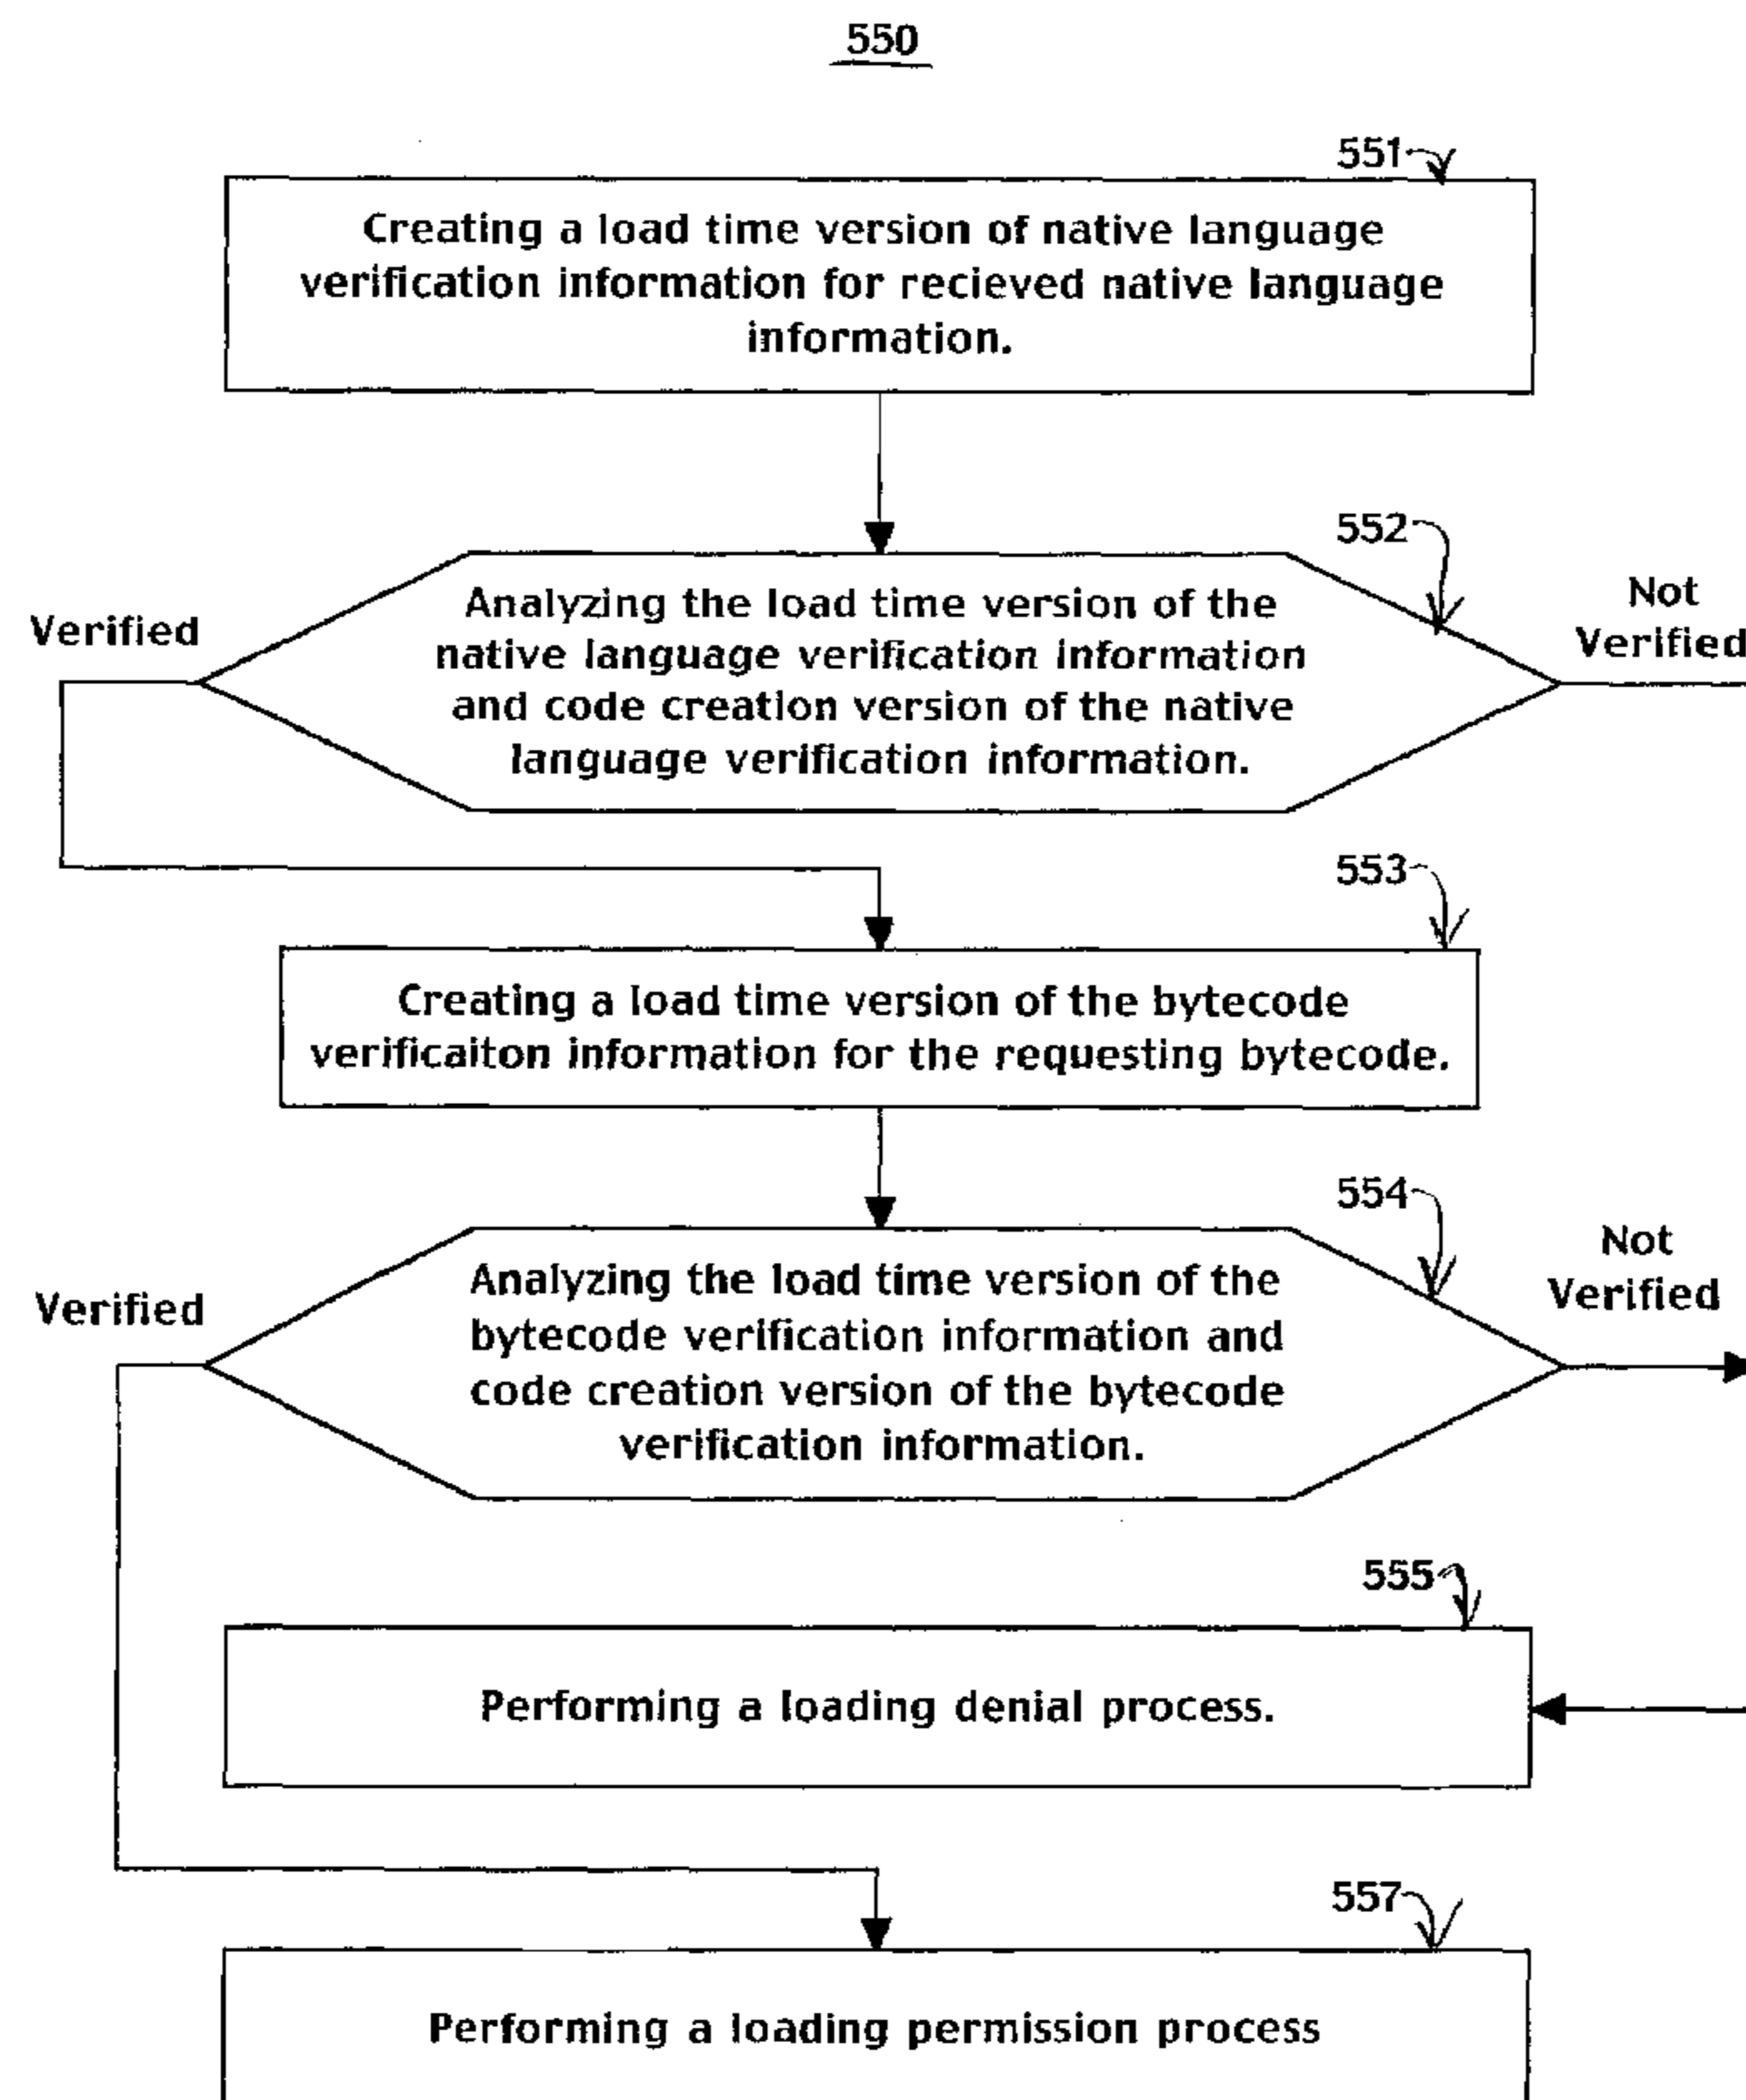 550
551
Creating a load time version of native language
verification information for recieved native language
information.
552
Verified
Not
Verified
Analyzing the load time version of the
native language verification information
and code creation version of the native
language verification information.
553
Creating a load time version of the bytecode
verificaiton information for the requesting bytecode.
554
Verified
Not
Verified
Analyzing the load time version of the
bytecode verification information and
code creation version of the bytecode
verification information.
555
Performing a loading denial process.
557
Performing a loading permission process